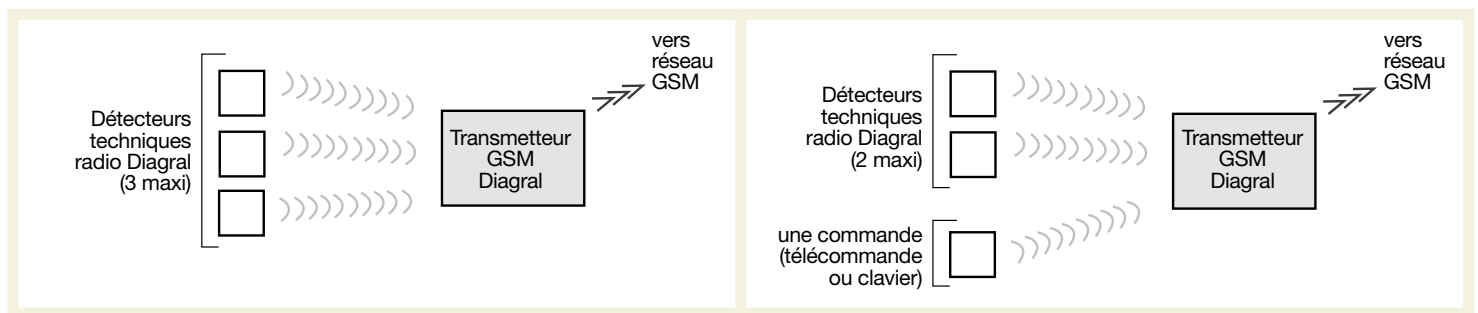 Détecteurs
techniques
radio Diagral
(3 maxi)
Transmetteur
GSM
Diagral
vers
réseau
GSM
Détecteurs
techniques
radio Diagral
(2 maxi)
une commande
(télécommande
ou clavier)
Transmetteur
GSM
Diagral
vers
réseau
GSM